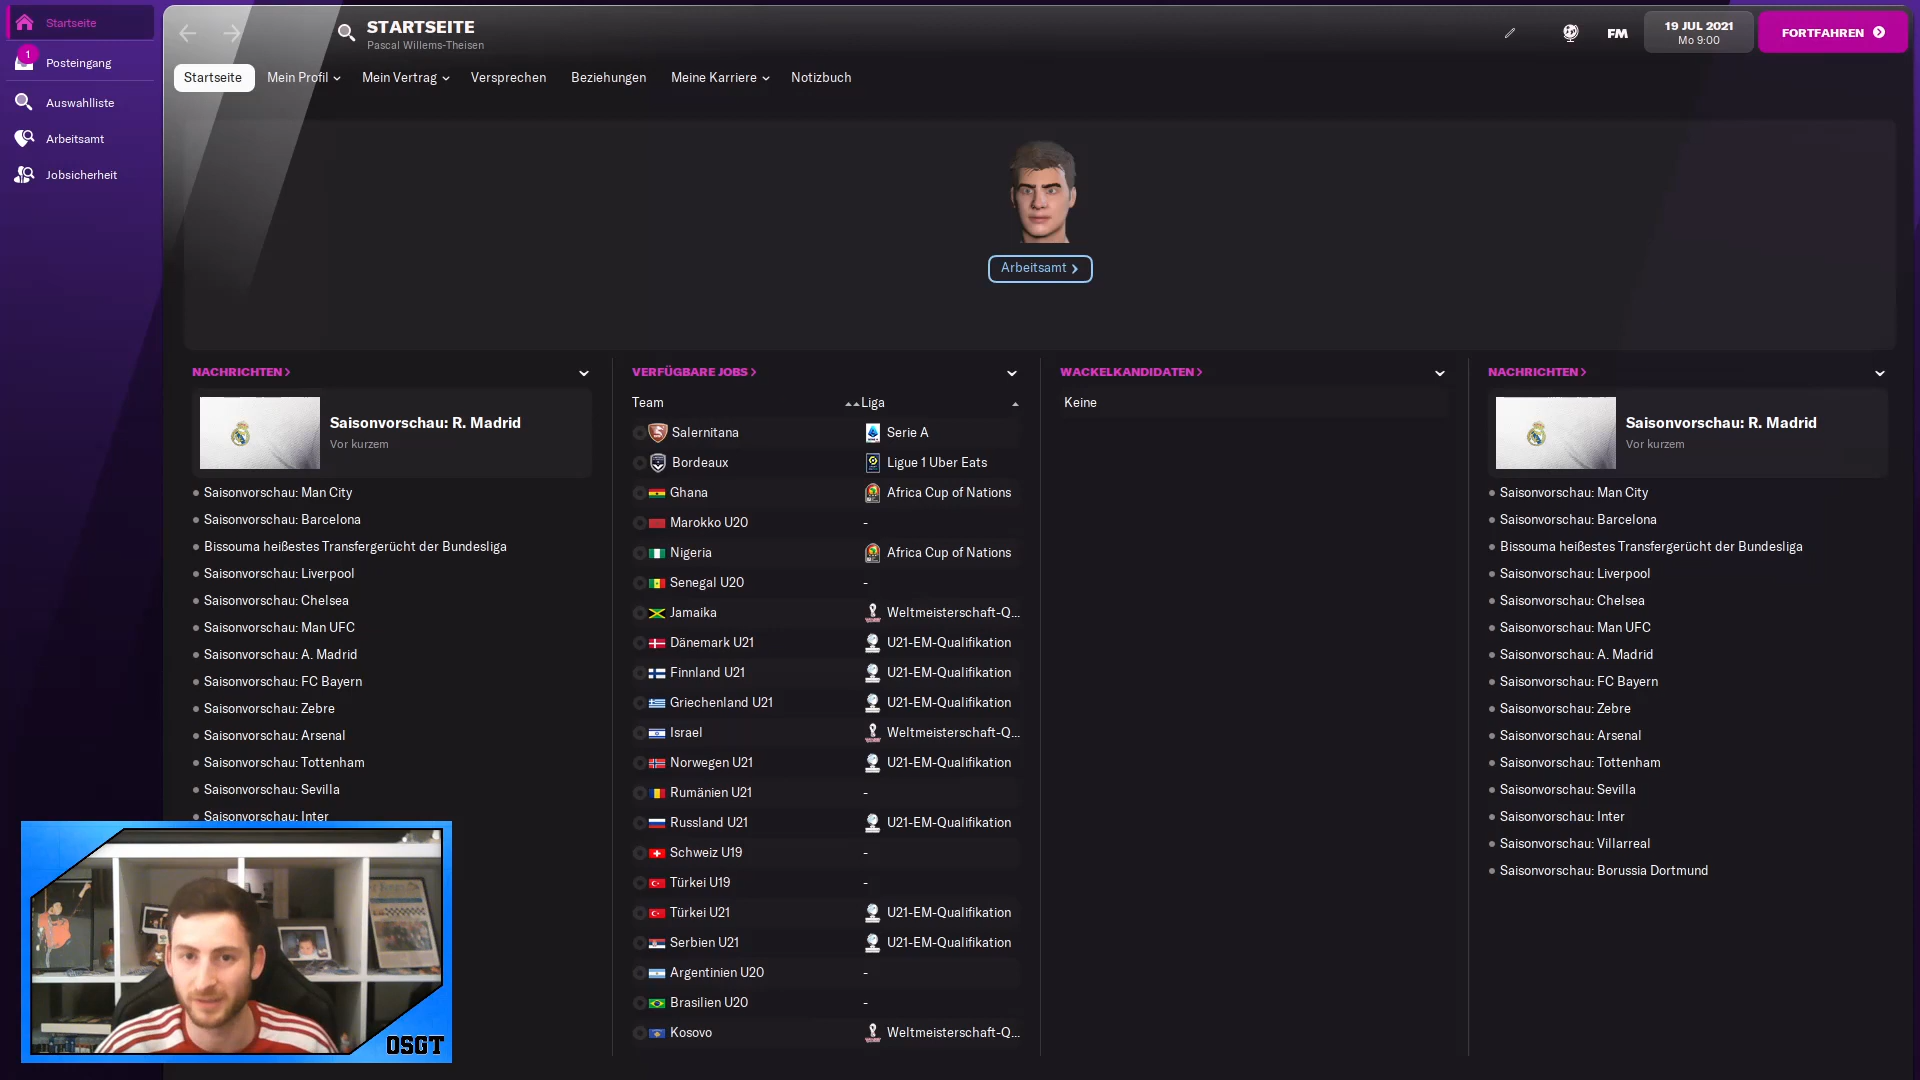 Startseite
1
Posteingang
Auswahlliste
Arbeitsamt
Jobsicherheit
STARTSEITE
Pascal Willems-Theisen
FM
19 JUL 2021
Mo 9:00
FORTFAHREN
Startseite
Mein Profil
Mein Vertrag
Versprechen
Beziehungen
Meine Karriere
Notizbuch
Arbeitsamt
NACHRICHTEN
Saisonvorschau: R. Madrid
Vor kurzem
Saisonvorschau: Man City
Saisonvorschau: Barcelona
Bissouma heißestes Transfergerücht der Bundesliga
Saisonvorschau: Liverpool
Saisonvorschau: Chelsea
Saisonvorschau: Man UFC
Saisonvorschau: A. Madrid
Saisonvorschau: FC Bayern
Saisonvorschau: Zebre
Saisonvorschau: Arsenal
Saisonvorschau: Tottenham
Saisonvorschau: Sevilla
Saisonvorschau: Inter
OSGT
VERFÜGBARE JOBS
Team Liga
Salernitana Serie A
Bordeaux Ligue 1 Uber Eats
Ghana Africa Cup of Nations
Marokko U20 -
Nigeria Africa Cup of Nations
Senegal U20 -
Jamaika Weltmeisterschaft-Q...
Dänemark U21 U21-EM-Qualifikation
Finnland U21 U21-EM-Qualifikation
Griechenland U21 U21-EM-Qualifikation
Israel Weltmeisterschaft-Q...
Norwegen U21 U21-EM-Qualifikation
Rumänien U21 -
Russland U21 U21-EM-Qualifikation
Schweiz U19 -
Türkei U19 -
Türkei U21 U21-EM-Qualifikation
Serbien U21 U21-EM-Qualifikation
Argentinien U20 -
Brasilien U20 -
Kosovo Weltmeisterschaft-Q...
WACKELKANDIDATEN
Keine
NACHRICHTEN
Saisonvorschau: R. Madrid
Vor kurzem
Saisonvorschau: Man City
Saisonvorschau: Barcelona
Bissouma heißestes Transfergerücht der Bundesliga
Saisonvorschau: Liverpool
Saisonvorschau: Chelsea
Saisonvorschau: Man UFC
Saisonvorschau: A. Madrid
Saisonvorschau: FC Bayern
Saisonvorschau: Zebre
Saisonvorschau: Arsenal
Saisonvorschau: Tottenham
Saisonvorschau: Sevilla
Saisonvorschau: Inter
Saisonvorschau: Villarreal
Saisonvorschau: Borussia Dortmund